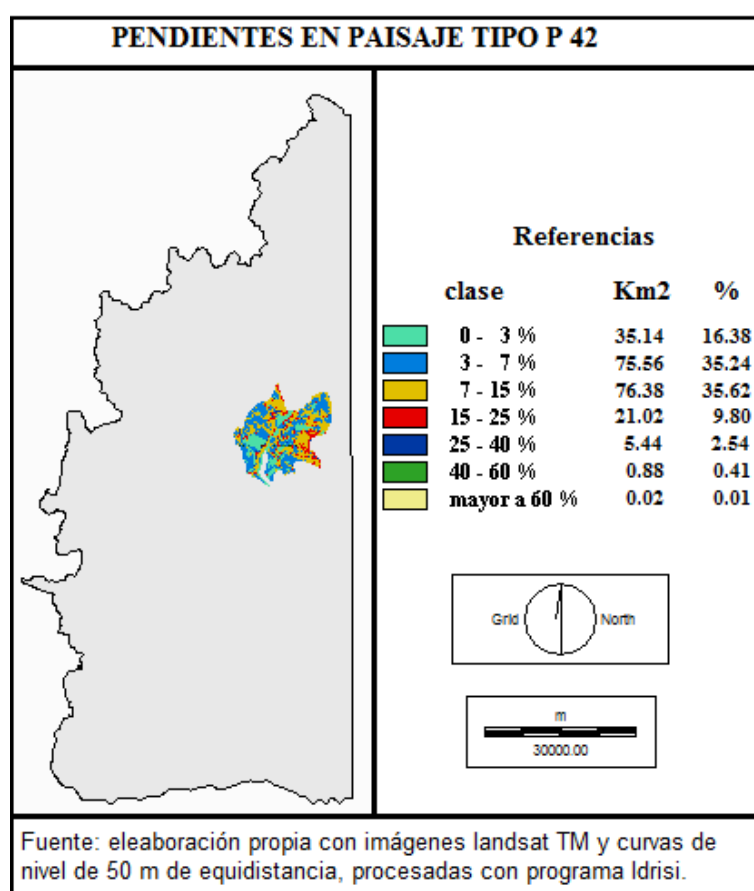 PENDIENTES EN PAISAJE TIPO P 42
Referencias
clase Km2 %
0 - 3 % 35.14 16.38
3 - 7 % 75.56 35.24
7 - 15 % 76.38 35.62
15 - 25 % 21.02 9.80
25 - 40 % 5.44 2.54
40 - 60 % 0.88 0.41
mayor a 60 % 0.02 0.01
Grid North
m
30000.00
Fuente: eleaboración propia con imágenes landsat TM y curvas de
nivel de 50 m de equidistancia, procesadas con programa Idrisi.